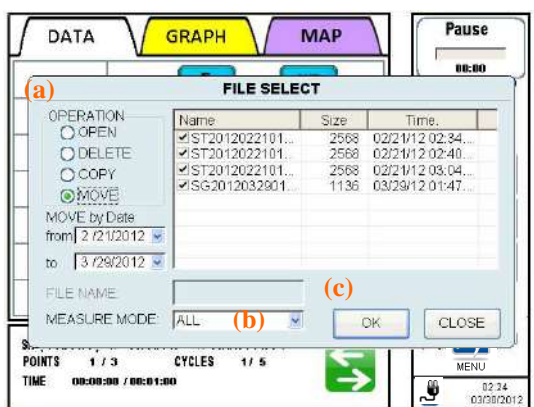 DATA GRAPH MAP Pause
00:00
(a) FILE SELECT
OPERATION
OPEN
DELETE
COPY
MOVE
MOVE by Date
from 2 /21/2012
to 3 /29/2012
Name Size Time.
ST2012022101... 2568 02/21/12 02:34...
ST2012022101... 2568 02/21/12 02:40...
ST2012022101... 2568 02/21/12 03:04...
SG2012032901... 1136 03/29/12 01:47...
FILE NAME:
(c)
MEASURE MODE: ALL (b)
OK CLOSE
POINTS 1 / 3 CYCLES 1 / 5
TIME 00:00:00 / 00:01:00
MENU
02:24
03/30/2012